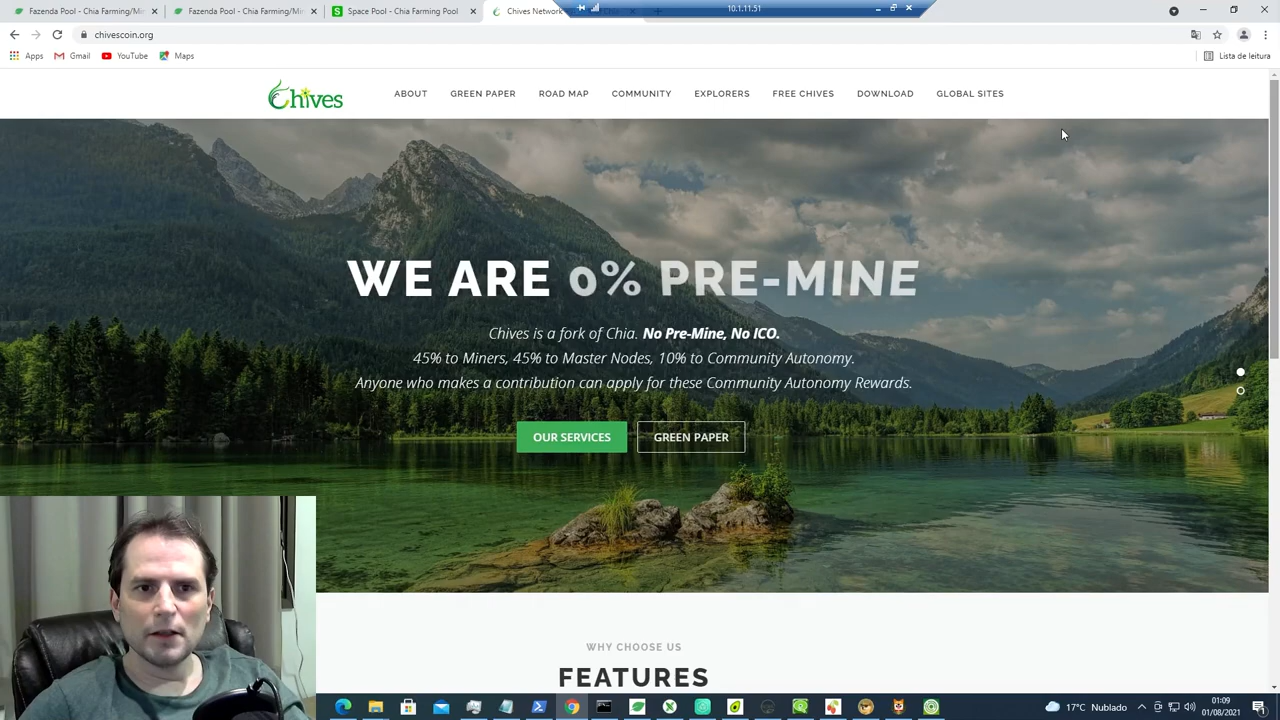 Fazenda Pool - Chia Farming/Min
Fazenda Pool - Chia Farming/Min
Space Pool - Chia Farming Pool
Chives Network
10.1.11.51
chivescoin.org
Apps
Gmail
YouTube
Maps
Lista de leitura
Chives
ABOUT
GREEN PAPER
ROAD MAP
COMMUNITY
EXPLORERS
FREE CHIVES
DOWNLOAD
GLOBAL SITES
WE ARE 0% PRE-MINE
Chives is a fork of Chia. No Pre-Mine, No ICO.
45% to Miners, 45% to Master Nodes, 10% to Community Autonomy.
Anyone who makes a contribution can apply for these Community Autonomy Rewards.
OUR SERVICES
GREEN PAPER
WHY CHOOSE US
FEATURES
17°C Nublado
01:09
01/08/2021